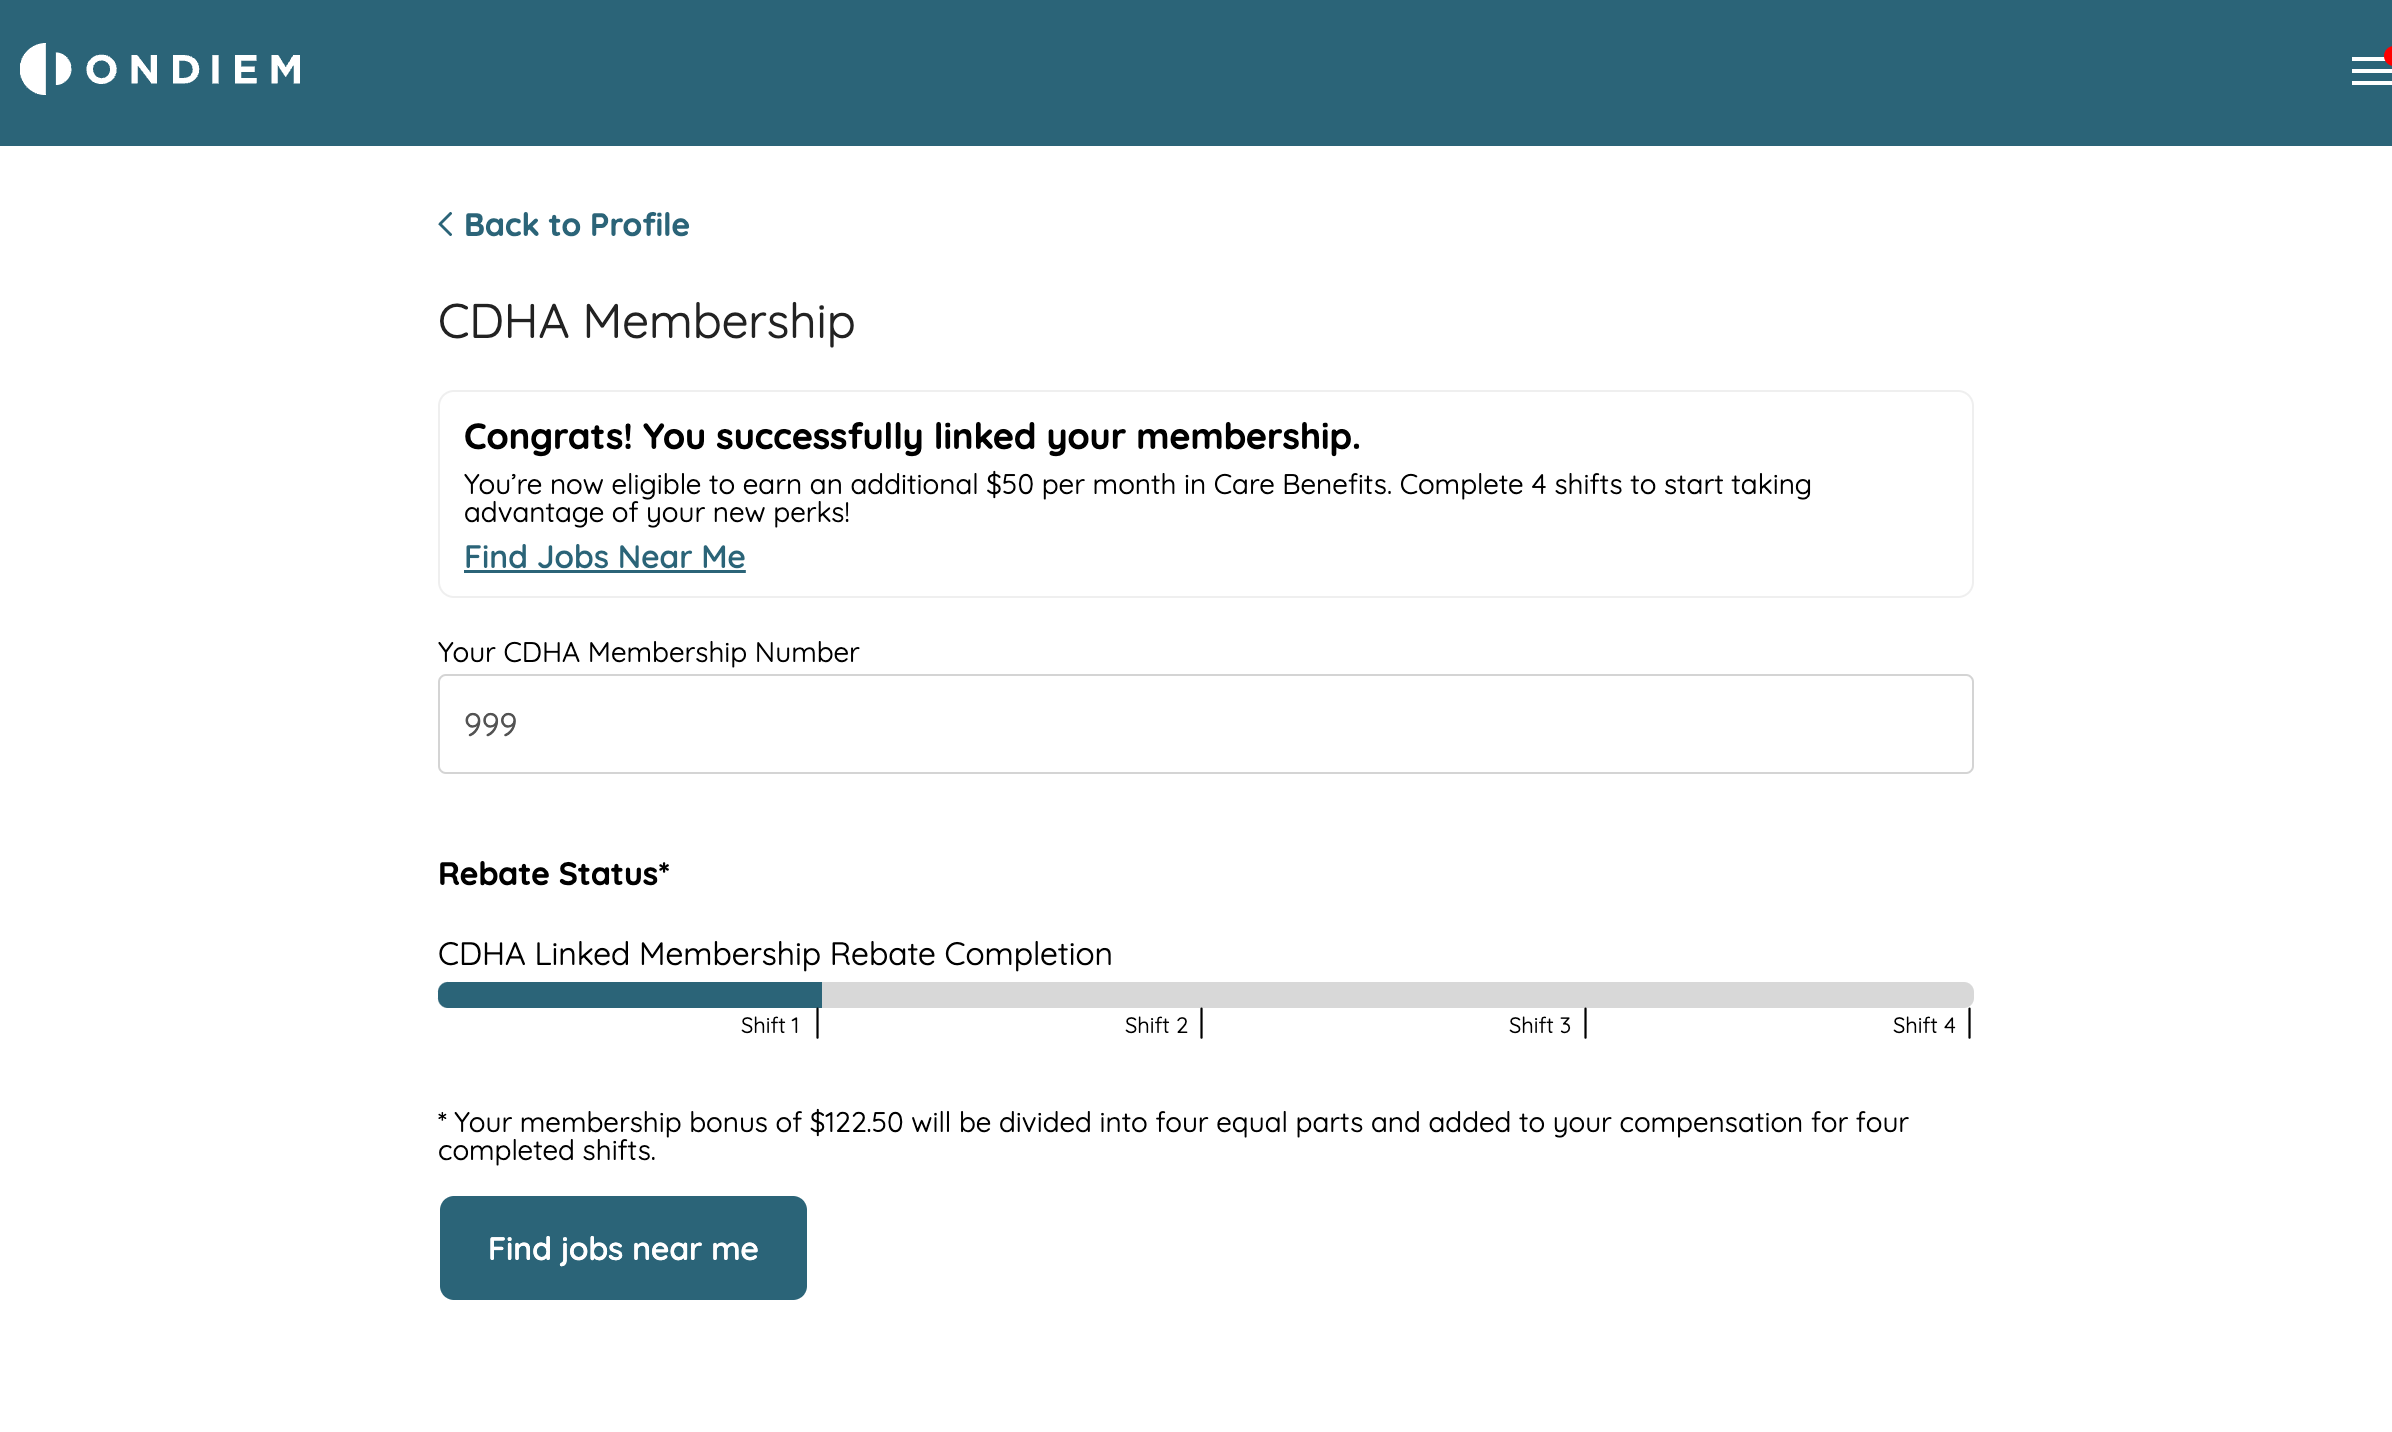 ONDIEM
Back to Profile
CDHA Membership
Congrats! You successfully linked your membership.
You’re now eligible to earn an additional $50 per month in Care Benefits. Complete 4 shifts to start taking
advantage of your new perks!
Find Jobs Near Me
Your CDHA Membership Number
999
Rebate Status*
CDHA Linked Membership Rebate Completion
Shift 1
Shift 2
Shift 3
Shift 4
* Your membership bonus of $122.50 will be divided into four equal parts and added to your compensation for four
completed shifts.
Find jobs near me